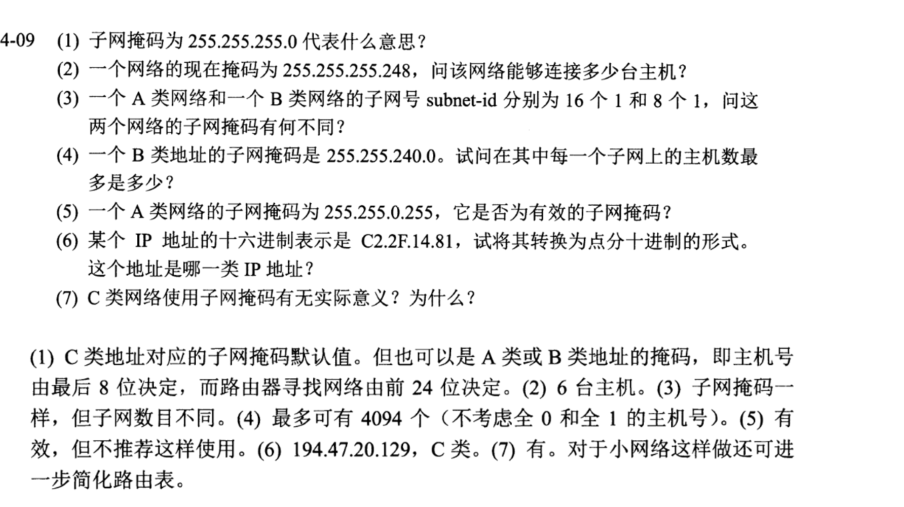 4-09 (1) 子网掩码为 255.255.255.0 代表什么意思？
(2) 一个网络的现在掩码为 255.255.255.248，问该网络能够连接多少台主机？
(3) 一个 A 类网络和一个 B 类网络的子网号 subnet-id 分别为 16 个 1 和 8 个 1，问这
两个网络的子网掩码有何不同？
(4) 一个 B 类地址的子网掩码是 255.255.240.0。试问在其中每一个子网上的主机数最
多是多少？
(5) 一个 A 类网络的子网掩码为 255.255.0.255，它是否为有效的子网掩码？
(6) 某个 IP 地址的十六进制表示是 C2.2F.14.81，试将其转换为点分十进制的形式。
这个地址是哪一类 IP 地址？
(7) C 类网络使用子网掩码有无实际意义？为什么？
(1) C 类地址对应的子网掩码默认值。但也可以是 A 类或 B 类地址的掩码，即主机号
由最后 8 位决定，而路由器寻找网络由前 24 位决定。(2) 6 台主机。(3) 子网掩码一
样，但子网数目不同。(4) 最多可有 4094 个（不考虑全 0 和全 1 的主机号）。(5) 有
效，但不推荐这样使用。(6) 194.47.20.129，C 类。(7) 有。对于小网络这样做还可进
一步简化路由表。